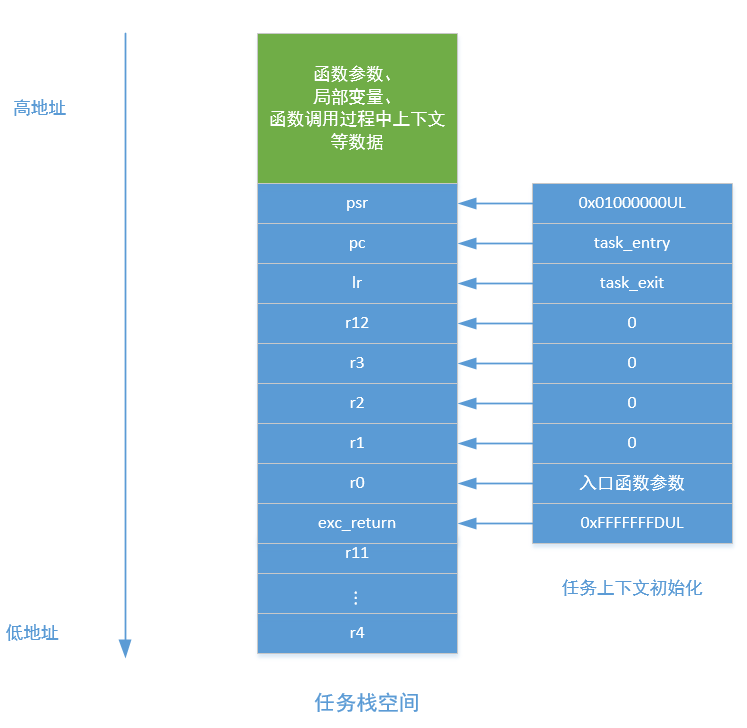 高地址
函数参数、
局部变量、
函数调用过程中上下文
等数据
psr
0x01000000UL
pc
task_entry
lr
task_exit
r12
0
r3
0
r2
0
r1
0
r0
入口函数参数
exc_return
0xFFFFFFFDUL
r11
任务上下文初始化
⋮
低地址
r4
任务栈空间